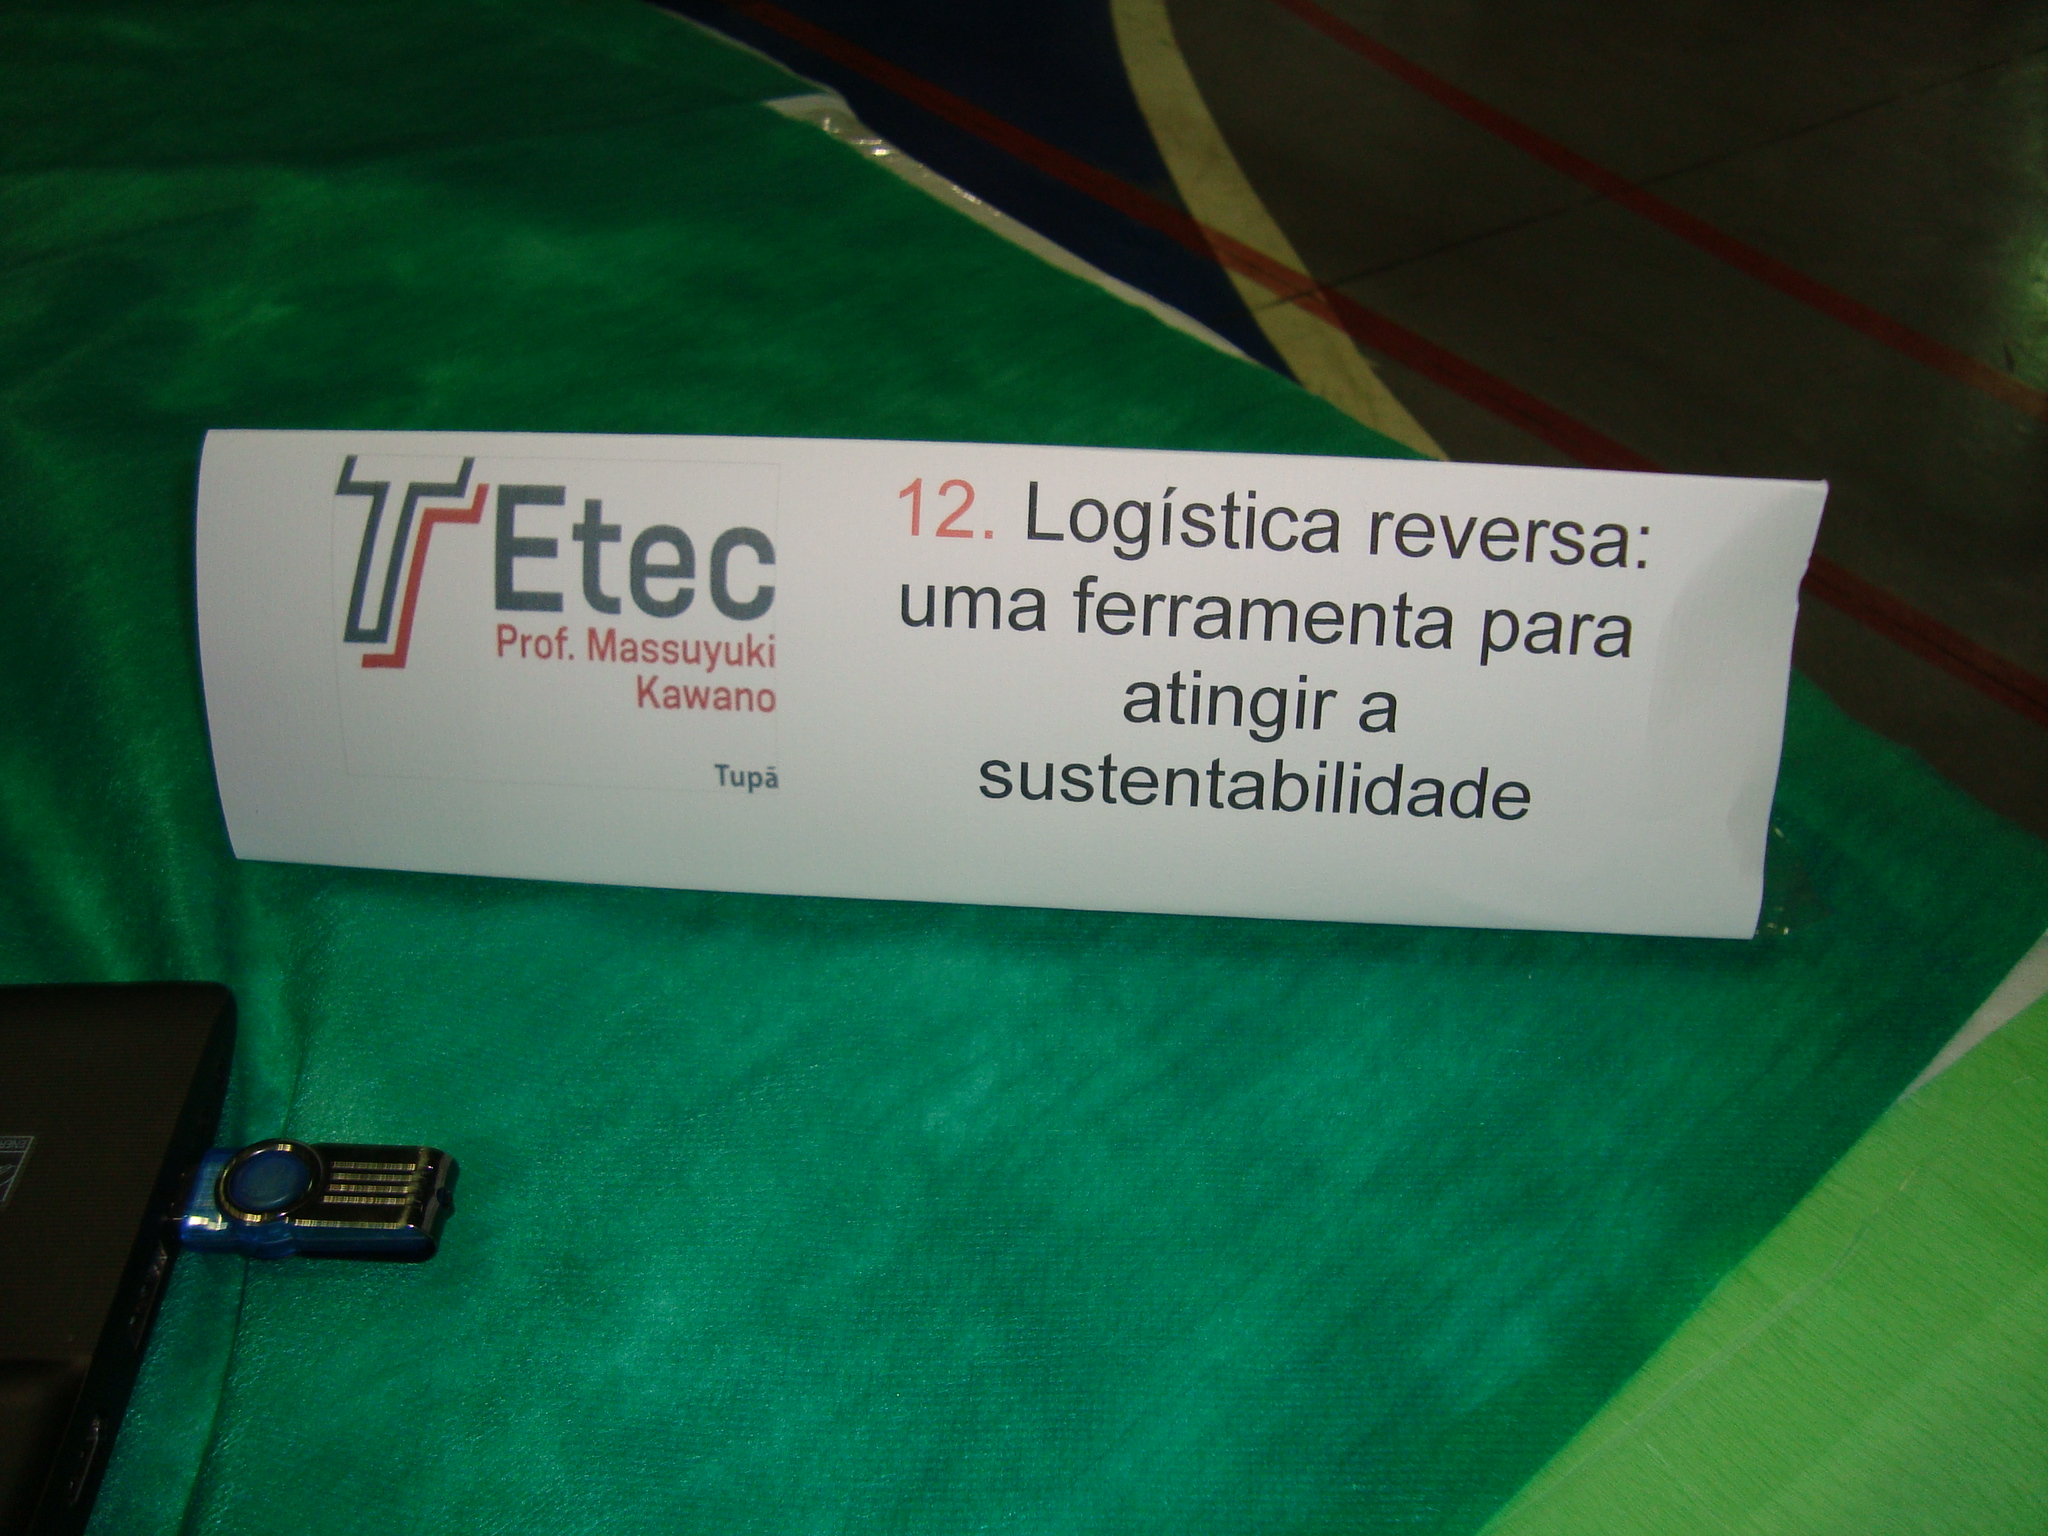 Etec
Prof. Massuyuki
Kawano
Tupã
12. Logística reversa:
uma ferramenta para
atingir a
sustentabilidade